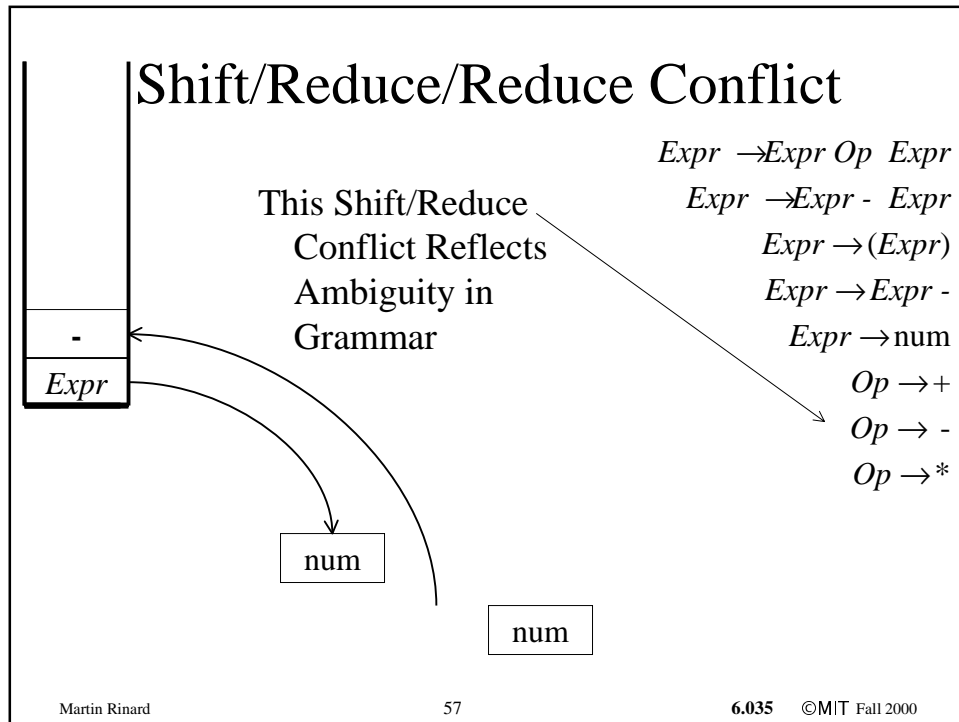 Shift/Reduce/Reduce Conflict
This Shift/Reduce
Conflict Reflects
Ambiguity in
Grammar
Expr →Expr Op Expr
Expr →Expr - Expr
Expr → (Expr)
Expr → Expr -
Expr → num
Op → +
Op → -
Op → *
-
Expr
num
num
Martin Rinard 57 6.035 ©MIT Fall 2000